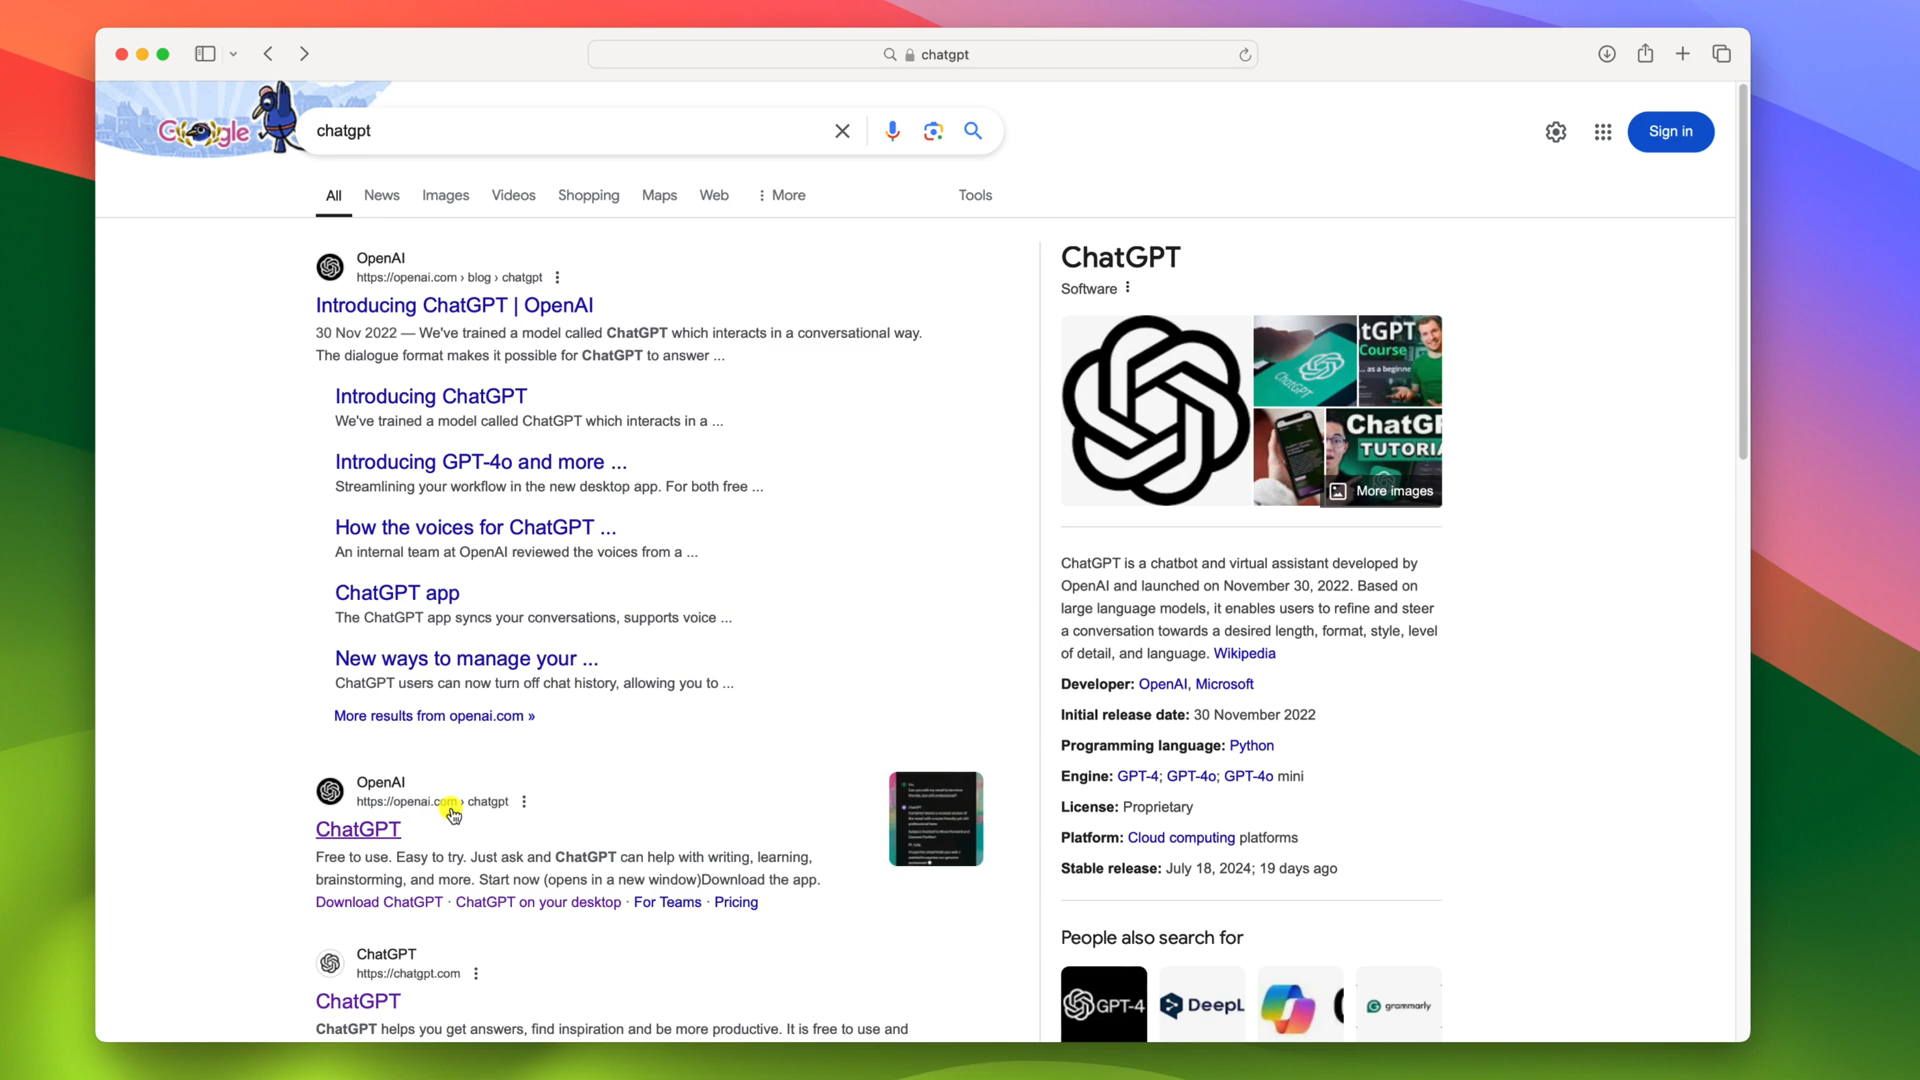 chatgpt
Google
chatgpt
Sign in
All News Images Videos Shopping Maps Web More Tools
OpenAI
https://openai.com › blog › chatgpt
Introducing ChatGPT | OpenAI
30 Nov 2022 — We've trained a model called ChatGPT which interacts in a conversational way.
The dialogue format makes it possible for ChatGPT to answer ...
Introducing ChatGPT
We've trained a model called ChatGPT which interacts in a ...
Introducing GPT-4o and more ...
Streamlining your workflow in the new desktop app. For both free ...
How the voices for ChatGPT ...
An internal team at OpenAI reviewed the voices from a ...
ChatGPT app
The ChatGPT app syncs your conversations, supports voice ...
New ways to manage your ...
ChatGPT users can now turn off chat history, allowing you to ...
More results from openai.com »
OpenAI
https://openai.com › chatgpt
ChatGPT
Free to use. Easy to try. Just ask and ChatGPT can help with writing, learning,
brainstorming, and more. Start now (opens in a new window)Download the app.
Download ChatGPT · ChatGPT on your desktop · For Teams · Pricing
ChatGPT
https://chatgpt.com
ChatGPT
ChatGPT helps you get answers, find inspiration and be more productive. It is free to use and
ChatGPT
Software
ChatGPT
tGPT
Course
... as a beginne
ChatG
TUTORIA
More images
ChatGPT is a chatbot and virtual assistant developed by
OpenAI and launched on November 30, 2022. Based on
large language models, it enables users to refine and steer
a conversation towards a desired length, format, style, level
of detail, and language. Wikipedia
Developer: OpenAI, Microsoft
Initial release date: 30 November 2022
Programming language: Python
Engine: GPT-4; GPT-4o; GPT-4o mini
License: Proprietary
Platform: Cloud computing platforms
Stable release: July 18, 2024; 19 days ago
People also search for
GPT-4
DeepL
grammarly